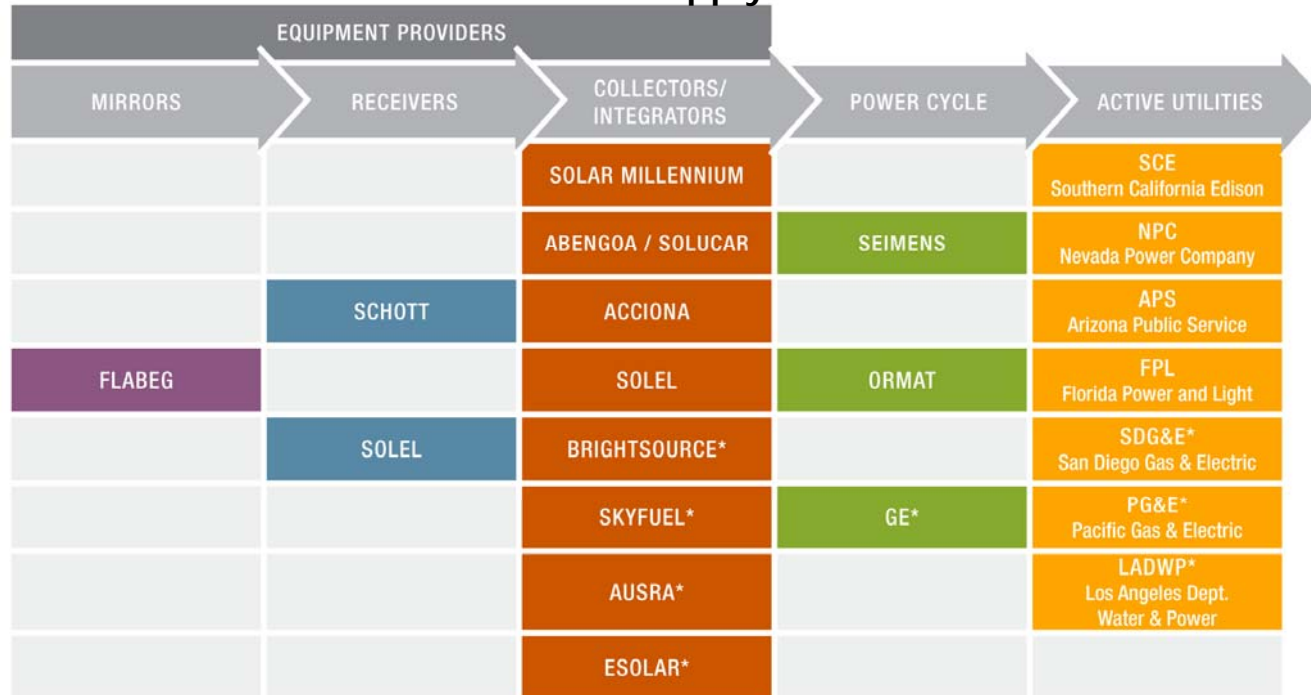 EQUIPMENT PROVIDERS
MIRRORS
RECEIVERS
COLLECTORS/
INTEGRATORS
POWER CYCLE
ACTIVE UTILITIES
SOLAR MILLENNIUM
SCE
Southern California Edison
ABENGOA / SOLUCAR
SEIMENS
NPC
Nevada Power Company
SCHOTT
ACCIONA
APS
Arizona Public Service
FLABEG
SOLEL
ORMAT
FPL
Florida Power and Light
SOLEL
BRIGHTSOURCE*
SDG&E*
San Diego Gas & Electric
SKYFUEL*
GE*
PG&E*
Pacific Gas & Electric
AUSRA*
LADWP*
Los Angeles Dept.
Water & Power
ESOLAR*